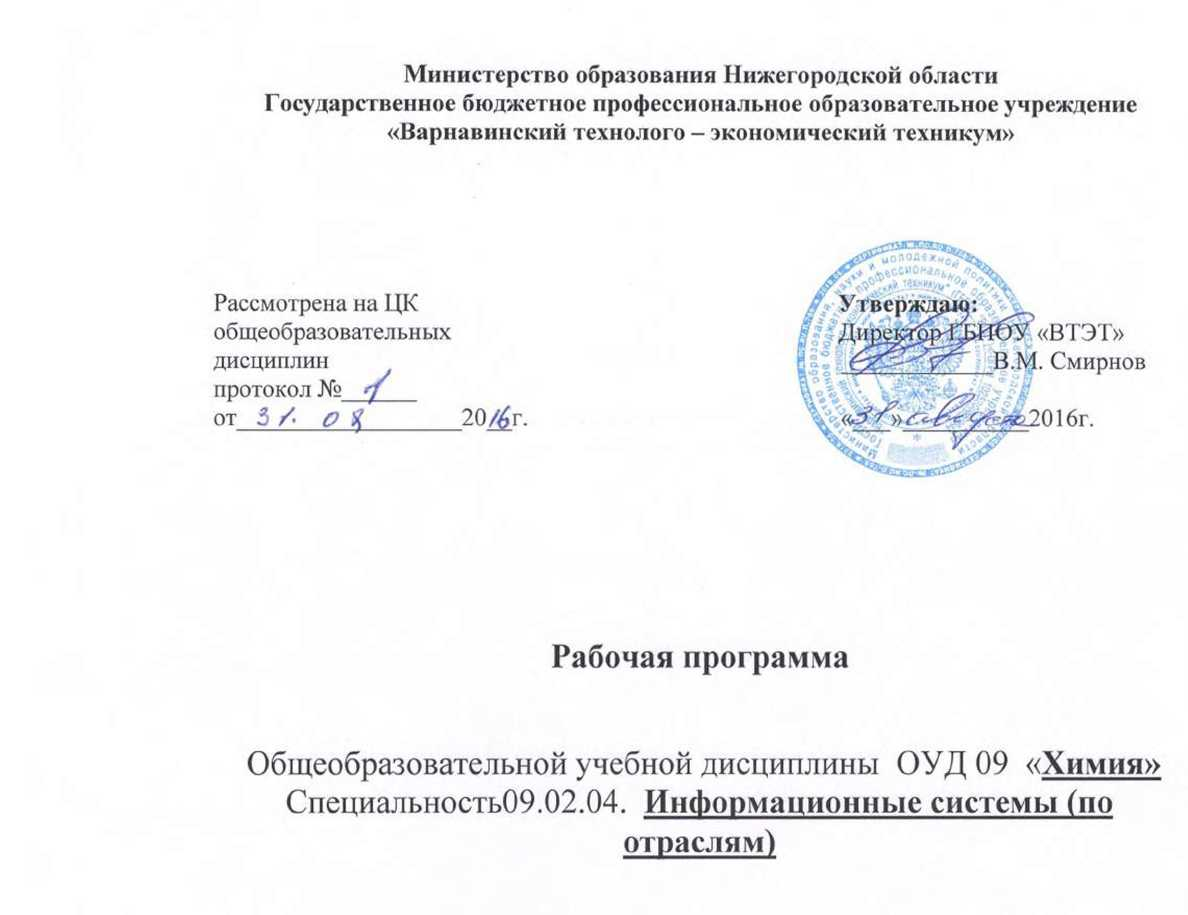 Министерство образования Нижегородской области
Государственное бюджетное профессиональное образовательное учреждение
«Варнавинский технолого – экономический техникум»
Рассмотрена на ЦК
общеобразовательных
дисциплин
протокол №__1__
от 31. 08 2016г.
Утверждаю:
Директор ГБПОУ «ВТЭТ»
В.М. Смирнов
«31» августа 2016г.
Рабочая программа
Общеобразовательной учебной дисциплины ОУД 09 «Химия»
Специальность09.02.04. Информационные системы (по
отраслям)